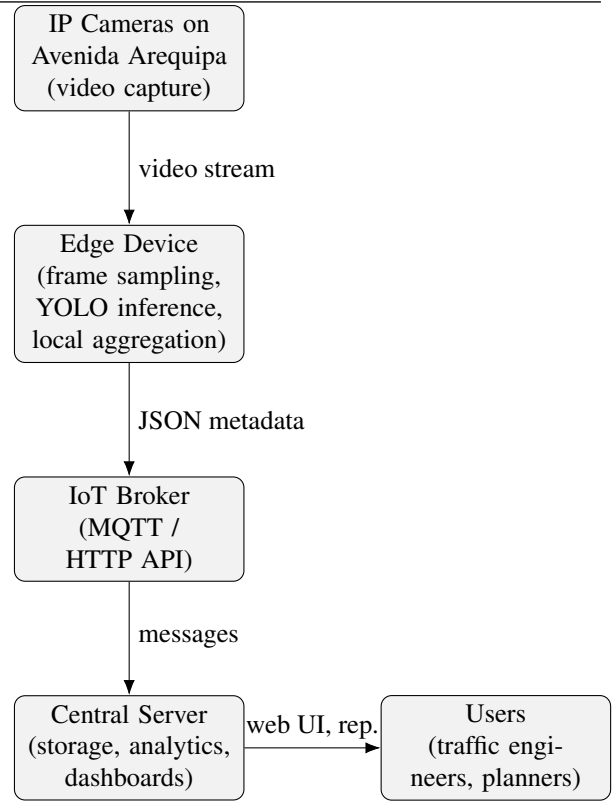 IP Cameras on
Avenida Arequipa
(video capture)
video stream
Edge Device
(frame sampling,
YOLO inference,
local aggregation)
JSON metadata
IoT Broker
(MQTT /
HTTP API)
messages
Central Server
(storage, analytics,
dashboards)
web UI, rep.
Users
(traffic engi-
neers, planners)